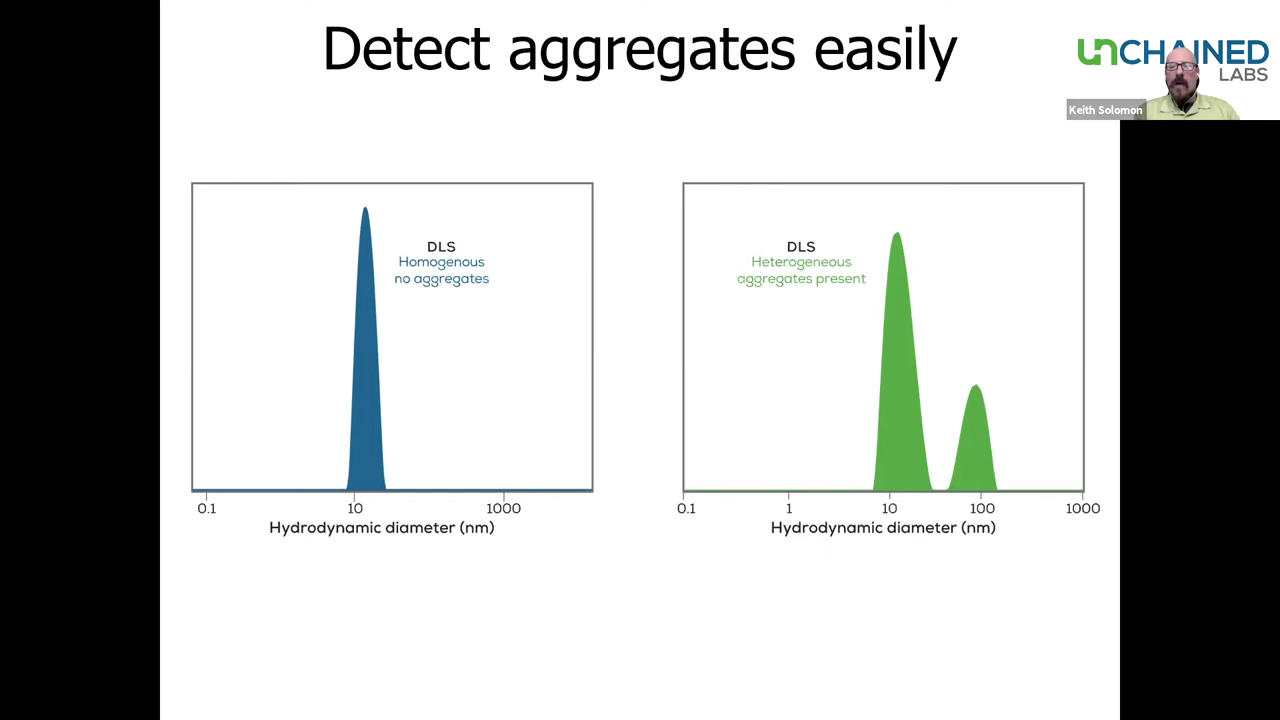 Detect aggregates easily
UNCHAINED
LABS
Keith Solomon
DLS
Homogenous
no aggregates
0.1 10 1000
Hydrodynamic diameter (nm)
DLS
Heterogeneous
aggregates present
0.1 1 10 100 1000
Hydrodynamic diameter (nm)